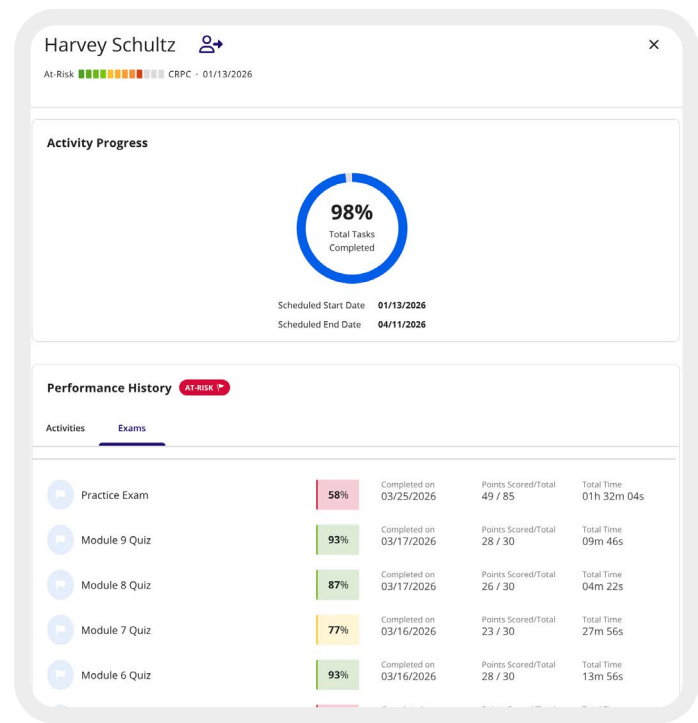 Harvey Schultz
At-Risk CRPC · 01/13/2026
Activity Progress
98%
Total Tasks
Completed
Scheduled Start Date 01/13/2026
Scheduled End Date 04/11/2026
Performance History AT-RISK
Activities Exams
Practice Exam 58% Completed on 03/25/2026 Points Scored/Total 49 / 85 Total Time 01h 32m 04s
Module 9 Quiz 93% Completed on 03/17/2026 Points Scored/Total 28 / 30 Total Time 09m 46s
Module 8 Quiz 87% Completed on 03/17/2026 Points Scored/Total 26 / 30 Total Time 04m 22s
Module 7 Quiz 77% Completed on 03/16/2026 Points Scored/Total 23 / 30 Total Time 27m 56s
Module 6 Quiz 93% Completed on 03/16/2026 Points Scored/Total 28 / 30 Total Time 13m 56s